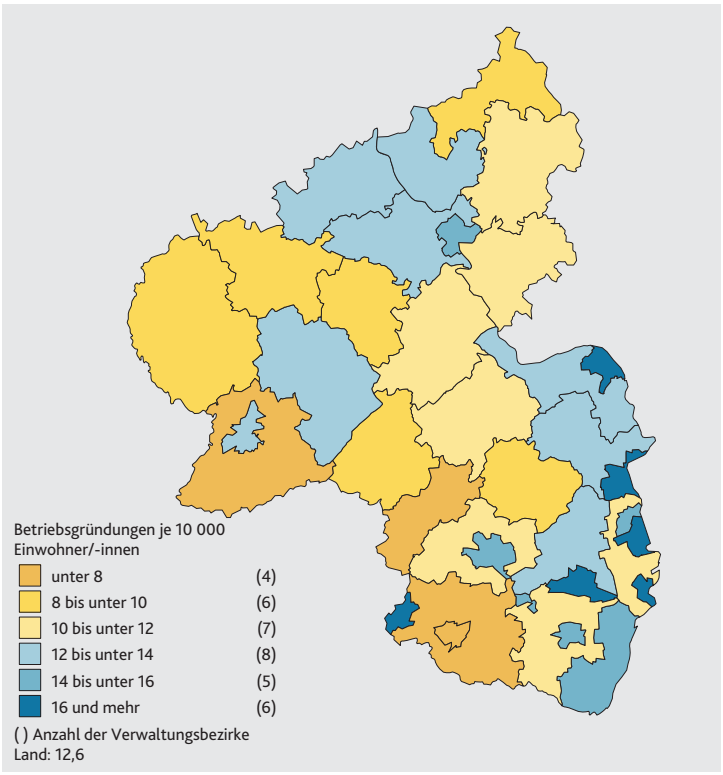 Betriebsgründungen je 10 000
Einwohner/-innen
unter 8 (4)
8 bis unter 10 (6)
10 bis unter 12 (7)
12 bis unter 14 (8)
14 bis unter 16 (5)
16 und mehr (6)
( ) Anzahl der Verwaltungsbezirke
Land: 12,6